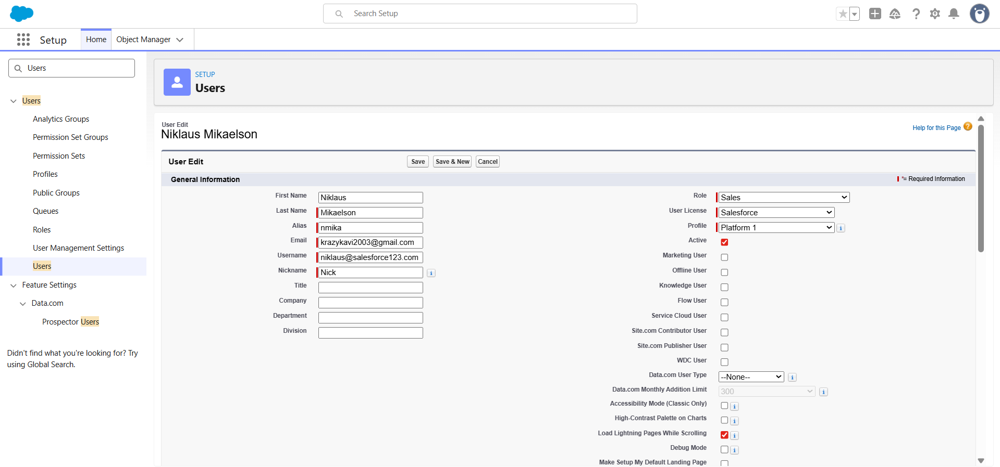 Search Setup
Setup
Home
Object Manager
Users
Users
Analytics Groups
Permission Set Groups
Permission Sets
Profiles
Public Groups
Queues
Roles
User Management Settings
Users
Feature Settings
Data.com
Prospector Users
Didn't find what you're looking for? Try
using Global Search.
SETUP
Users
User Edit
Niklaus Mikaelson
Help for this Page
User Edit
Save
Save & New
Cancel
General Information
*= Required Information
First Name Niklaus
Last Name Mikaelson
Alias nmika
Email krazykavi2003@gmail.com
Username niklaus@salesforce123.com
Nickname Nick
Title
Company
Department
Division
Role Sales
User License Salesforce
Profile Platform 1
Active
Marketing User
Offline User
Knowledge User
Flow User
Service Cloud User
Site.com Contributor User
Site.com Publisher User
WDC User
Data.com User Type --None--
Data.com Monthly Addition Limit 300
Accessibility Mode (Classic Only)
High-Contrast Palette on Charts
Load Lightning Pages While Scrolling
Debug Mode
Make Setup My Default Landing Page